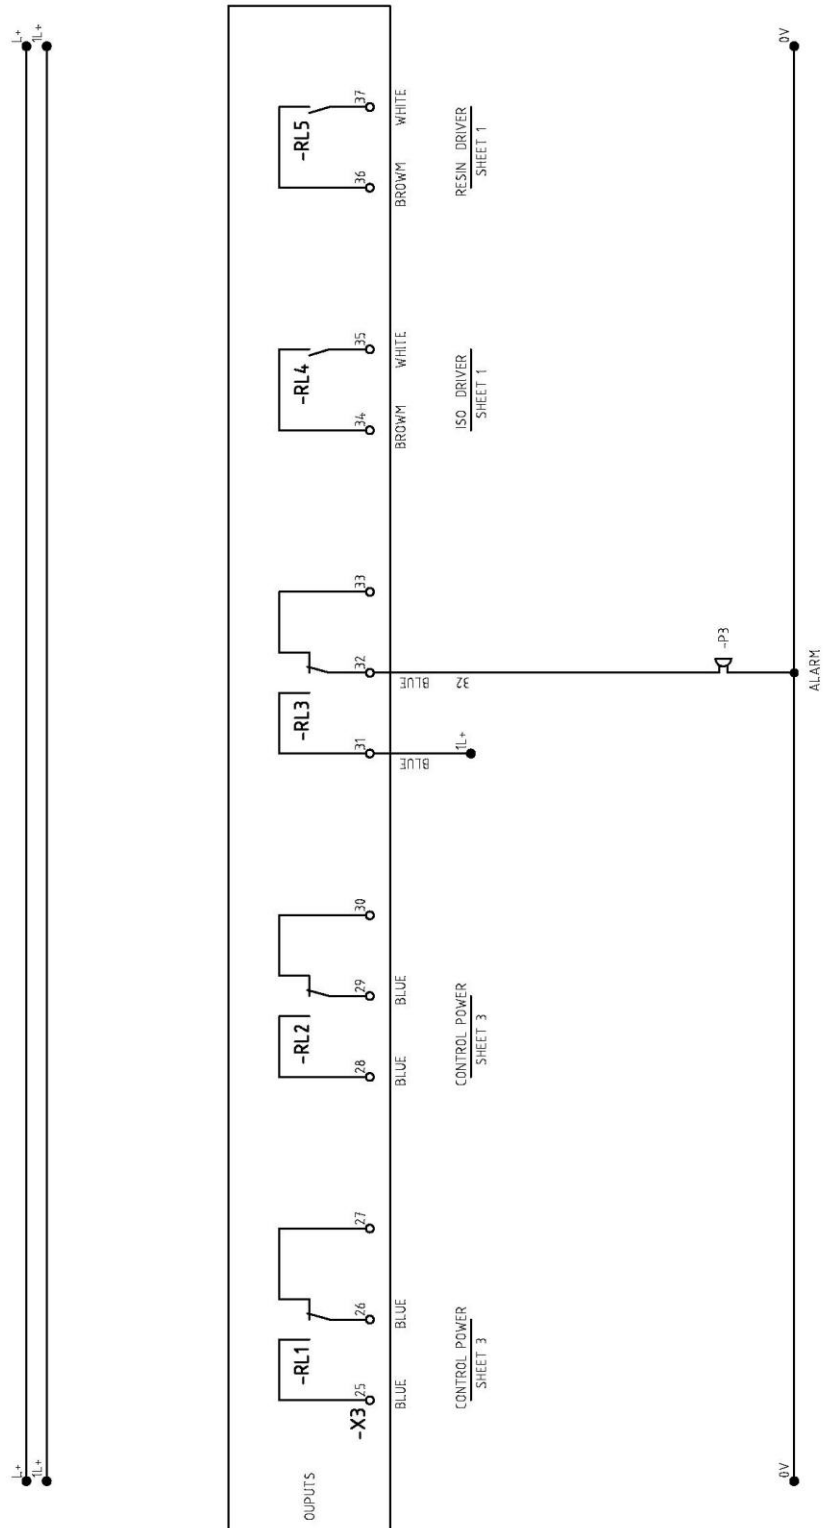 L+ L+
1L+ 1L+
-RL1 -RL2 -RL3 -RL4 -RL5
OUPUTS
-X3 25 26 27 28 29 30 31 32 33 34 35 36 37
BLUE BLUE BLUE BLUE BLUE BLUE BROWM WHITE BROWM WHITE
32
1L+
CONTROL POWER
SHEET 3
CONTROL POWER
SHEET 3
ISO DRIVER
SHEET 1
RESIN DRIVER
SHEET 1
-P3
0V 0V
ALARM